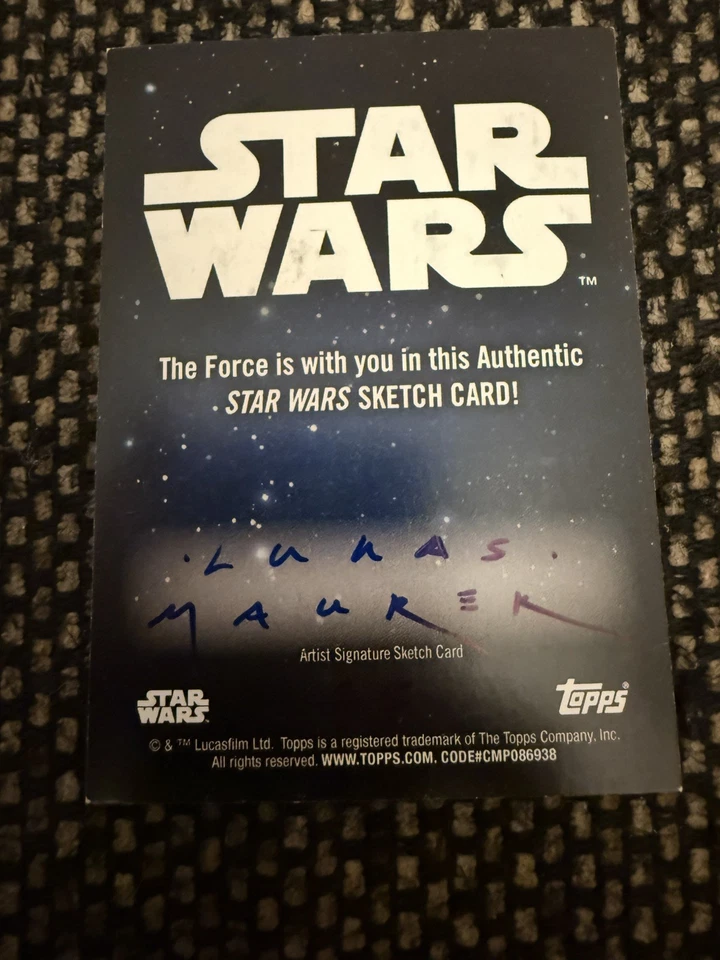 STAR
WARS™
The Force is with you in this Authentic
STAR WARS SKETCH CARD!
· LUKAS ·
MAURER
Artist Signature Sketch Card
STAR
WARS
topps®
© & ™ Lucasfilm Ltd. Topps is a registered trademark of The Topps Company, Inc.
All rights reserved. WWW.TOPPS.COM. CODE#CMP086938